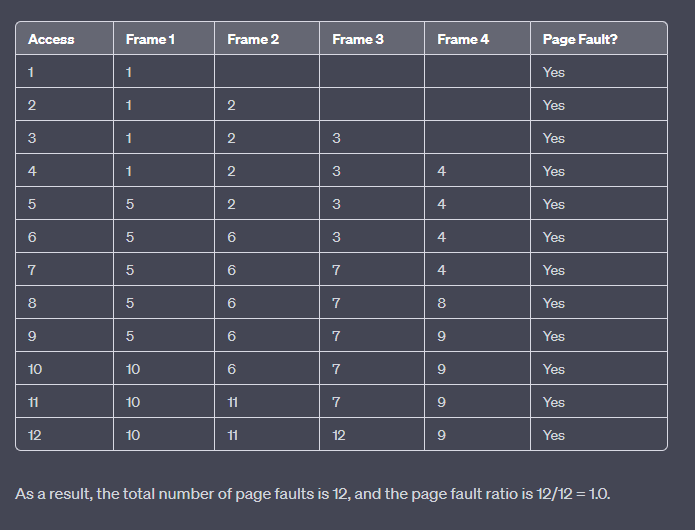 Access Frame 1 Frame 2 Frame 3 Frame 4 Page Fault?
1 1 Yes
2 1 2 Yes
3 1 2 3 Yes
4 1 2 3 4 Yes
5 5 2 3 4 Yes
6 5 6 3 4 Yes
7 5 6 7 4 Yes
8 5 6 7 8 Yes
9 5 6 7 9 Yes
10 10 6 7 9 Yes
11 10 11 7 9 Yes
12 10 11 12 9 Yes
As a result, the total number of page faults is 12, and the page fault ratio is 12/12 = 1.0.